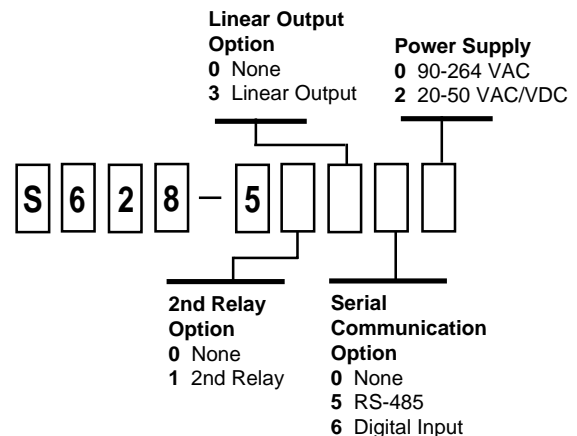 Linear Output
Option
0 None
3 Linear Output
Power Supply
0 90-264 VAC
2 20-50 VAC/VDC
S 6 2 8 – 5
2nd Relay
Option
0 None
1 2nd Relay
Serial
Communication
Option
0 None
5 RS-485
6 Digital Input